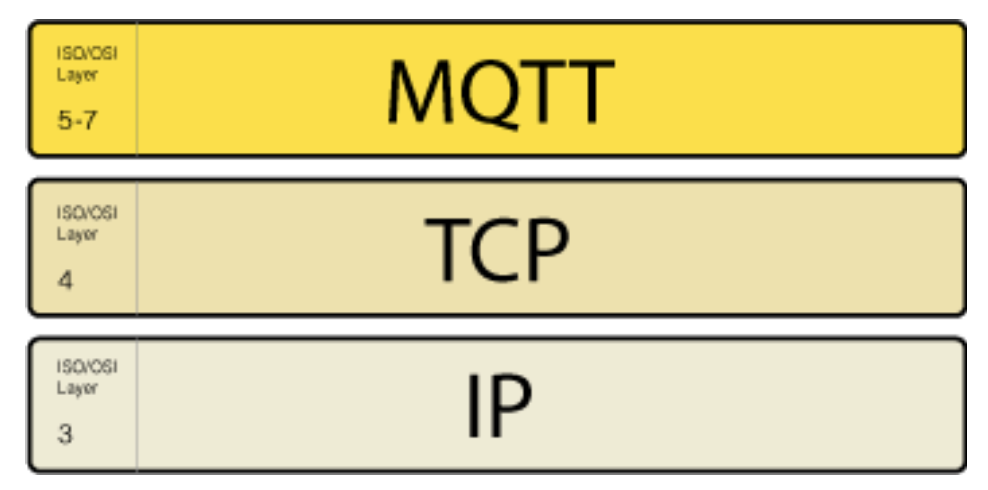 ISO/OSI
Layer
5-7
MQTT
ISO/OSI
Layer
4
TCP
ISO/OSI
Layer
3
IP